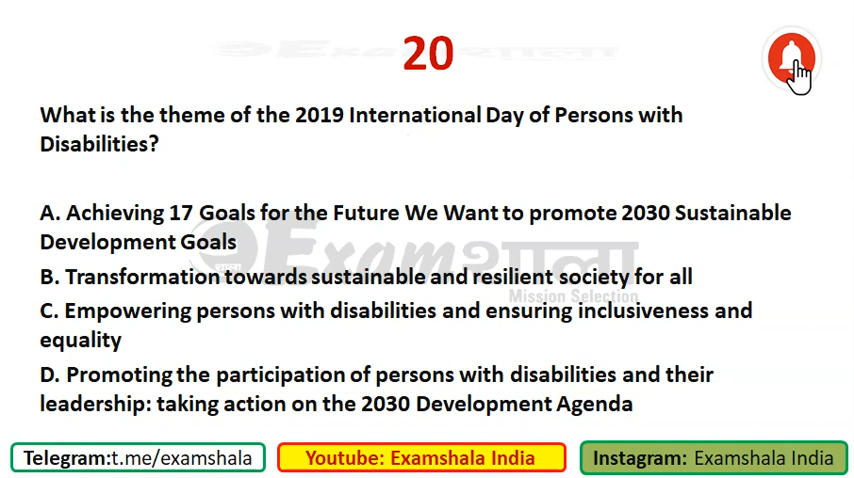 20
What is the theme of the 2019 International Day of Persons with
Disabilities?
A. Achieving 17 Goals for the Future We Want to promote 2030 Sustainable
Development Goals
B. Transformation towards sustainable and resilient society for all
C. Empowering persons with disabilities and ensuring inclusiveness and
equality
D. Promoting the participation of persons with disabilities and their
leadership: taking action on the 2030 Development Agenda
Examशाला
Mission Selection
Telegram:t.me/examshala
Youtube: Examshala India
Instagram: Examshala India